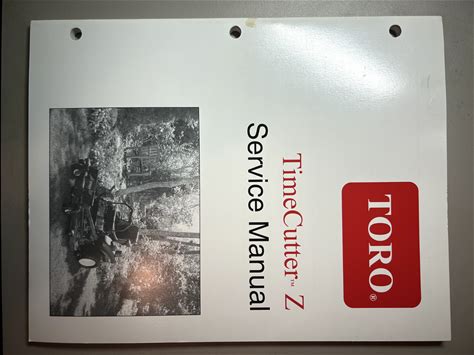 TORO®
TimeCutter™ Z
Service Manual